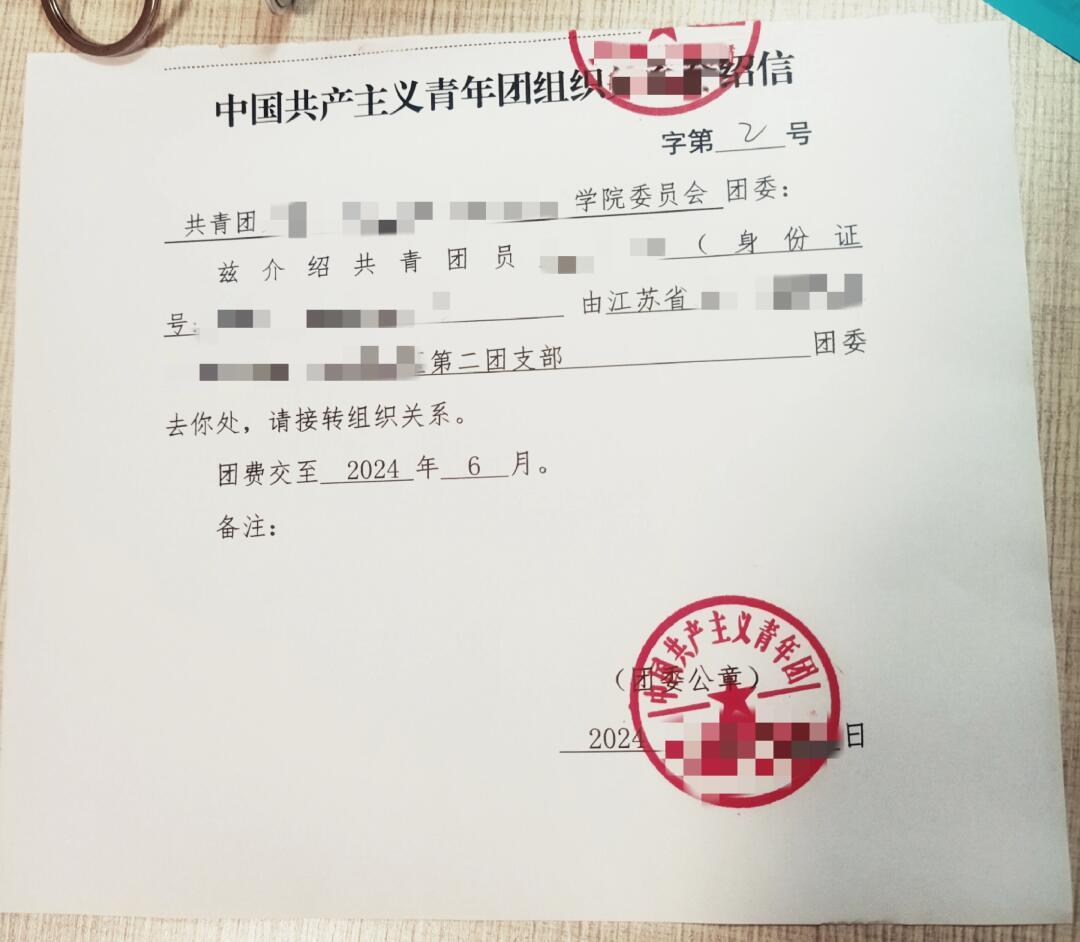 中国共产主义青年团组织 绍信
字第 2 号
共青团 学院委员会 团委：
兹介绍共青团员 （身份证
号： 由江苏省
第二团支部 团委
去你处，请接转组织关系。
团费交至 2024 年 6 月。
备注：
中国共产主义青年团
（团委公章）
2024 日